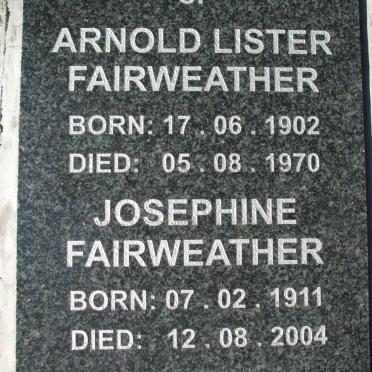 OF
ARNOLD LISTER
FAIRWEATHER
BORN: 17 . 06 . 1902
DIED: 05 . 08 . 1970
JOSEPHINE
FAIRWEATHER
BORN: 07 . 02 . 1911
DIED: 12 . 08 . 2004